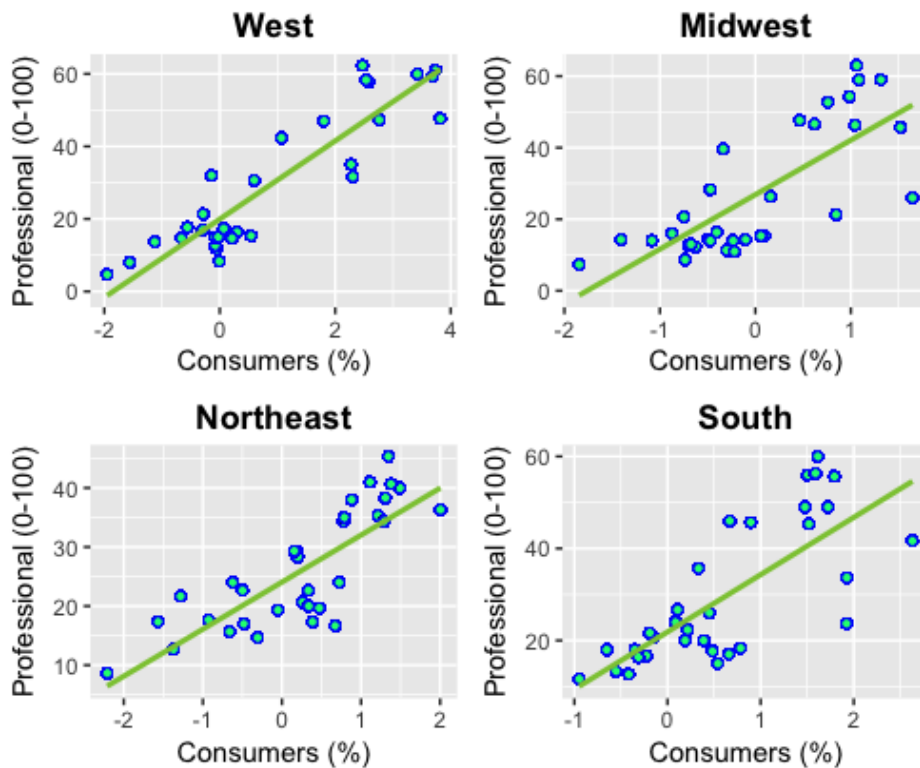 West
Professional (0-100)
60
40
20
0
-2
0
2
4
Consumers (%)
Midwest
Professional (0-100)
60
40
20
0
-2
-1
0
1
Consumers (%)
Northeast
Professional (0-100)
40
30
20
10
-2
-1
0
1
2
Consumers (%)
South
Professional (0-100)
60
40
20
-1
0
1
2
Consumers (%)